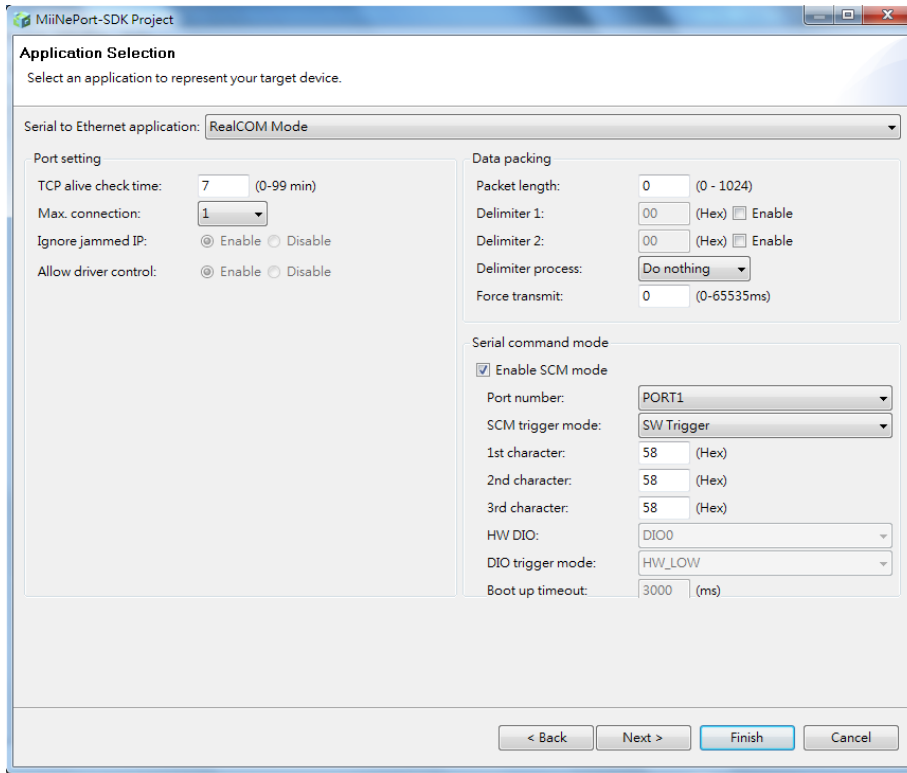 MiiNePort-SDK Project
Application Selection
Select an application to represent your target device.
Serial to Ethernet application: RealCOM Mode
Port setting
TCP alive check time: 7 (0-99 min)
Max. connection: 1
Ignore jammed IP: Enable Disable
Allow driver control: Enable Disable
Data packing
Packet length: 0 (0 - 1024)
Delimiter 1: 00 (Hex) Enable
Delimiter 2: 00 (Hex) Enable
Delimiter process: Do nothing
Force transmit: 0 (0-65535ms)
Serial command mode
Enable SCM mode
Port number: PORT1
SCM trigger mode: SW Trigger
1st character: 58 (Hex)
2nd character: 58 (Hex)
3rd character: 58 (Hex)
HW DIO: DIO0
DIO trigger mode: HW_LOW
Boot up timeout: 3000 (ms)
< Back Next > Finish Cancel